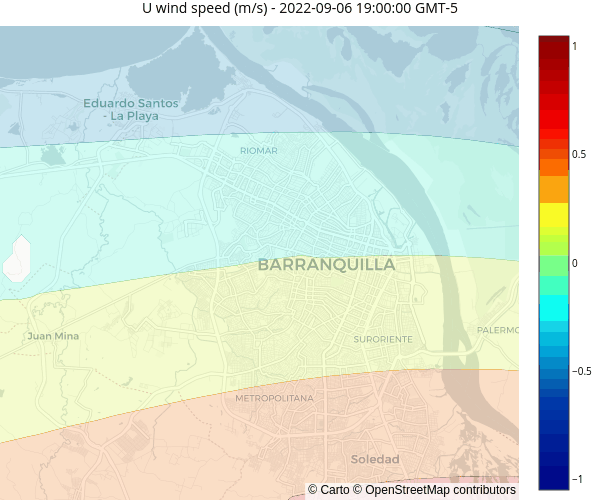 U wind speed (m/s) - 2022-09-06 19:00:00 GMT-5
Eduardo Santos
- La Playa
RIOMAR
BARRANQUILLA
Juan Mina
SURORIENTE
PALERMO
METROPOLITANA
Soledad
© Carto © OpenStreetMap contributors
1
0.5
0
−0.5
−1